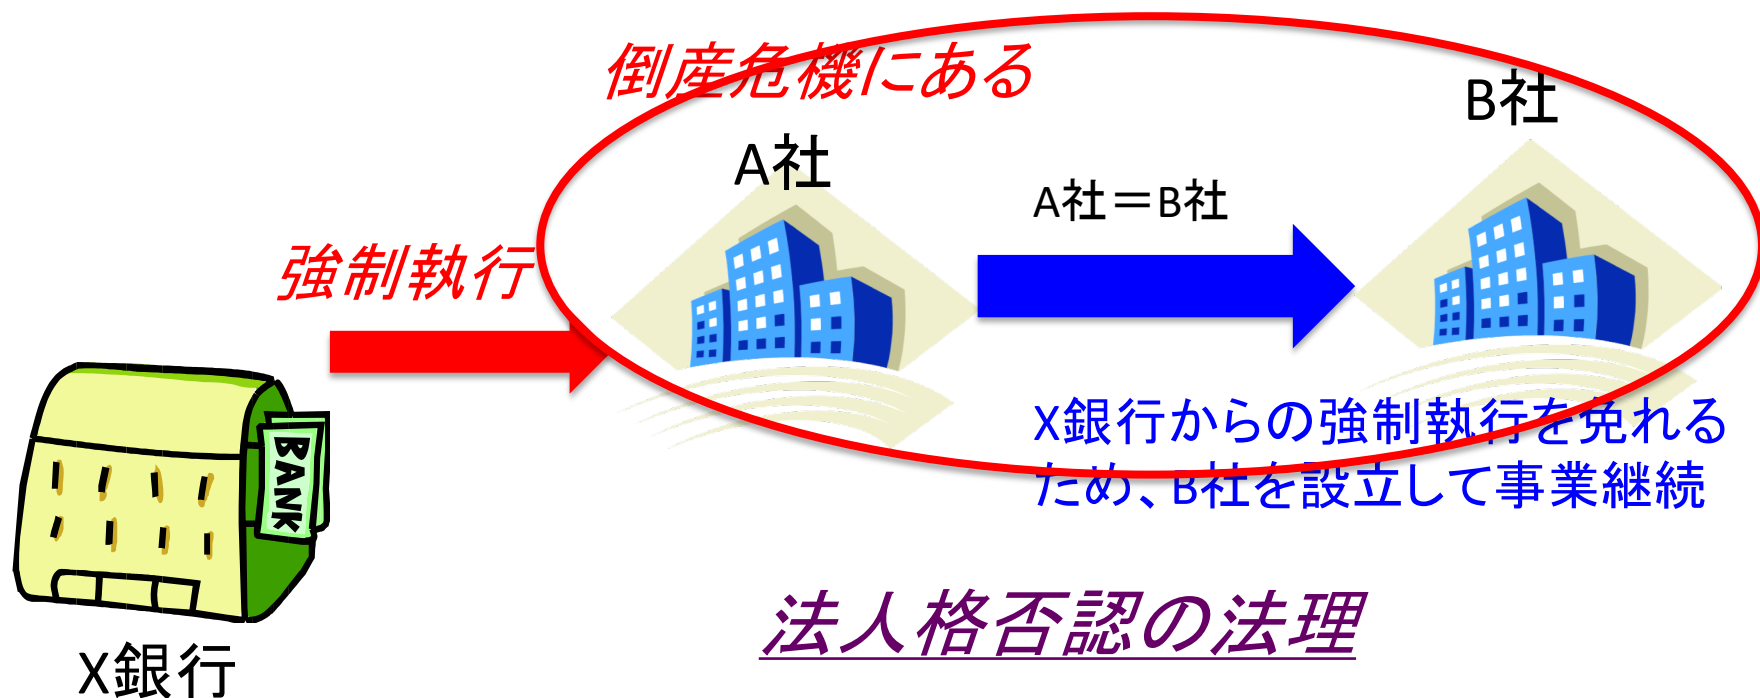 倒産危機にある
B社
A社
A社＝B社
強制執行
X銀行からの強制執行を免れる
ため、B社を設立して事業継続
BANK
法人格否認の法理
X銀行